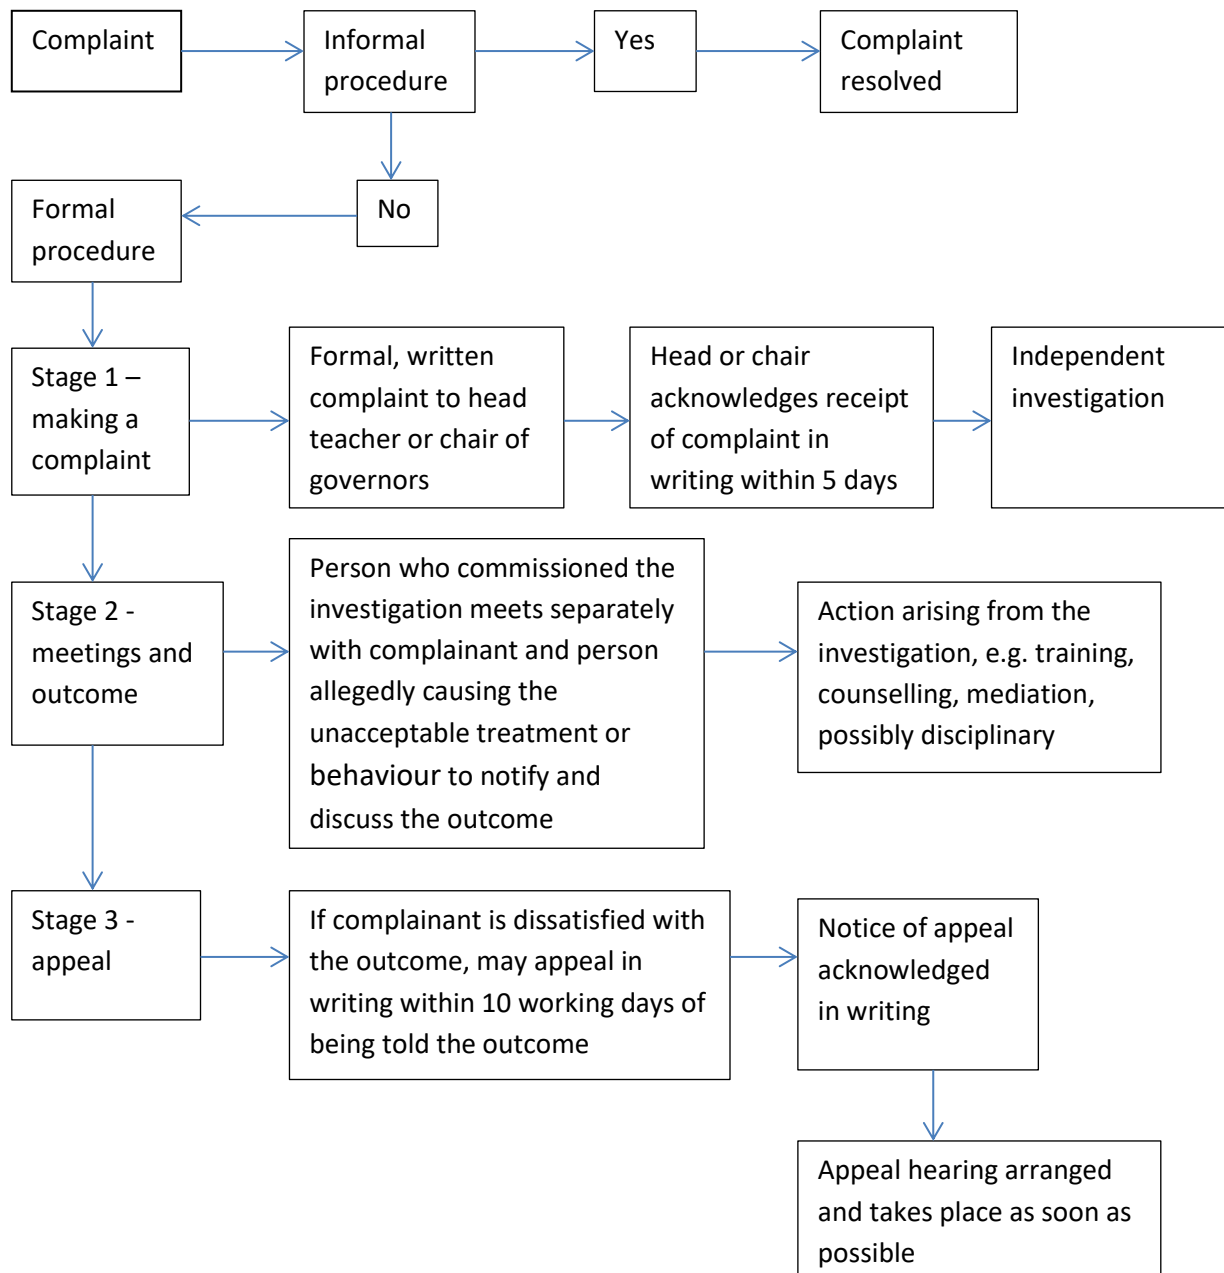 Complaint
Informal
procedure
Yes
Complaint
resolved
No
Formal
procedure
Stage 1 –
making a
complaint
Formal, written
complaint to head
teacher or chair of
governors
Head or chair
acknowledges receipt
of complaint in
writing within 5 days
Independent
investigation
Stage 2 -
meetings and
outcome
Person who commissioned the
investigation meets separately
with complainant and person
allegedly causing the
unacceptable treatment or
behaviour to notify and
discuss the outcome
Action arising from the
investigation, e.g. training,
counselling, mediation,
possibly disciplinary
Stage 3 -
appeal
If complainant is dissatisfied with
the outcome, may appeal in
writing within 10 working days of
being told the outcome
Notice of appeal
acknowledged
in writing
Appeal hearing arranged
and takes place as soon as
possible